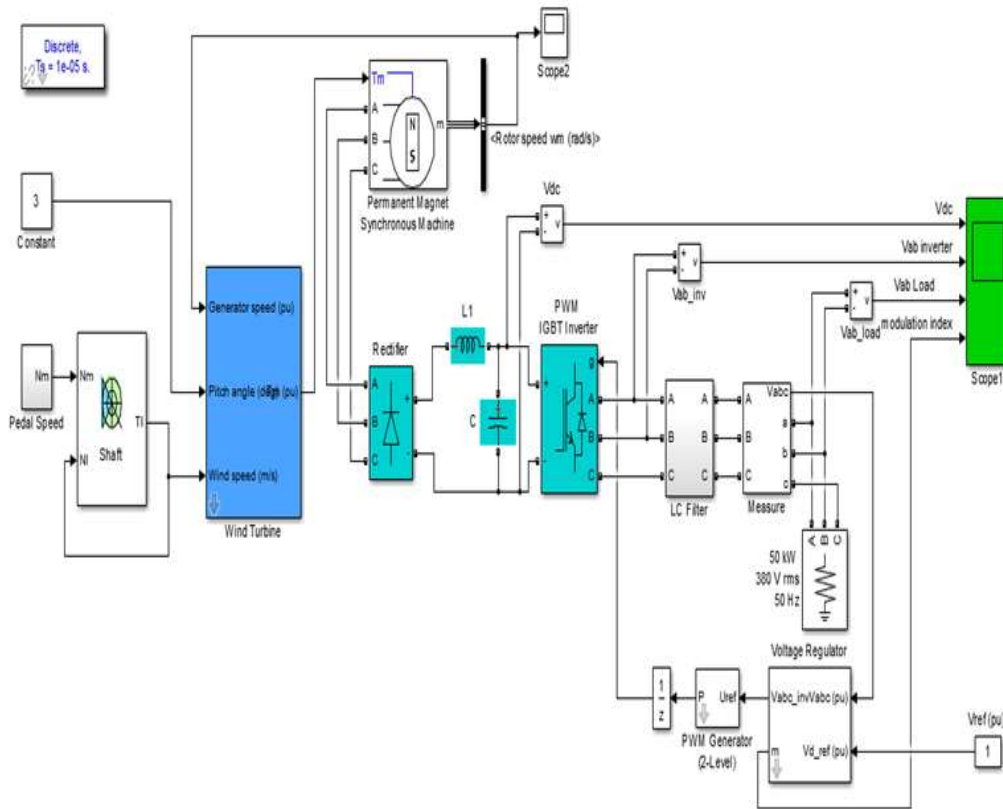 Discrete,
Ts = 1e-05 s.
Scope2
Tm
A
B
C
m
N
S
<Rotor speed wm (rad/s)>
Permanent Magnet
Synchronous Machine
3
Constant
Vdc
+
-
v
Vdc
Vab inverter
+
-
v
Vab_inv
Vab Load
+
-
v
Vab_load
modulation index
Scope1
Generator speed (pu)
Pitch angle (deg)
(pu)
Wind speed (m/s)
Wind Turbine
Nm
Pedal Speed
Nm
Tl
Nl
Shaft
L1
Rectifier
A
B
C
+
-
C
PWM
IGBT Inverter
+
-
g
A
B
C
A
B
C
A
B
C
LC Filter
A
B
C
Vabc
a
b
c
Measure
A
B
C
50 kW
380 V rms
50 Hz
Voltage Regulator
Vabc_inv
Vabc (pu)
m
Vd_ref (pu)
Vref (pu)
1
1
z
P
Uref
PWM Generator
(2-Level)